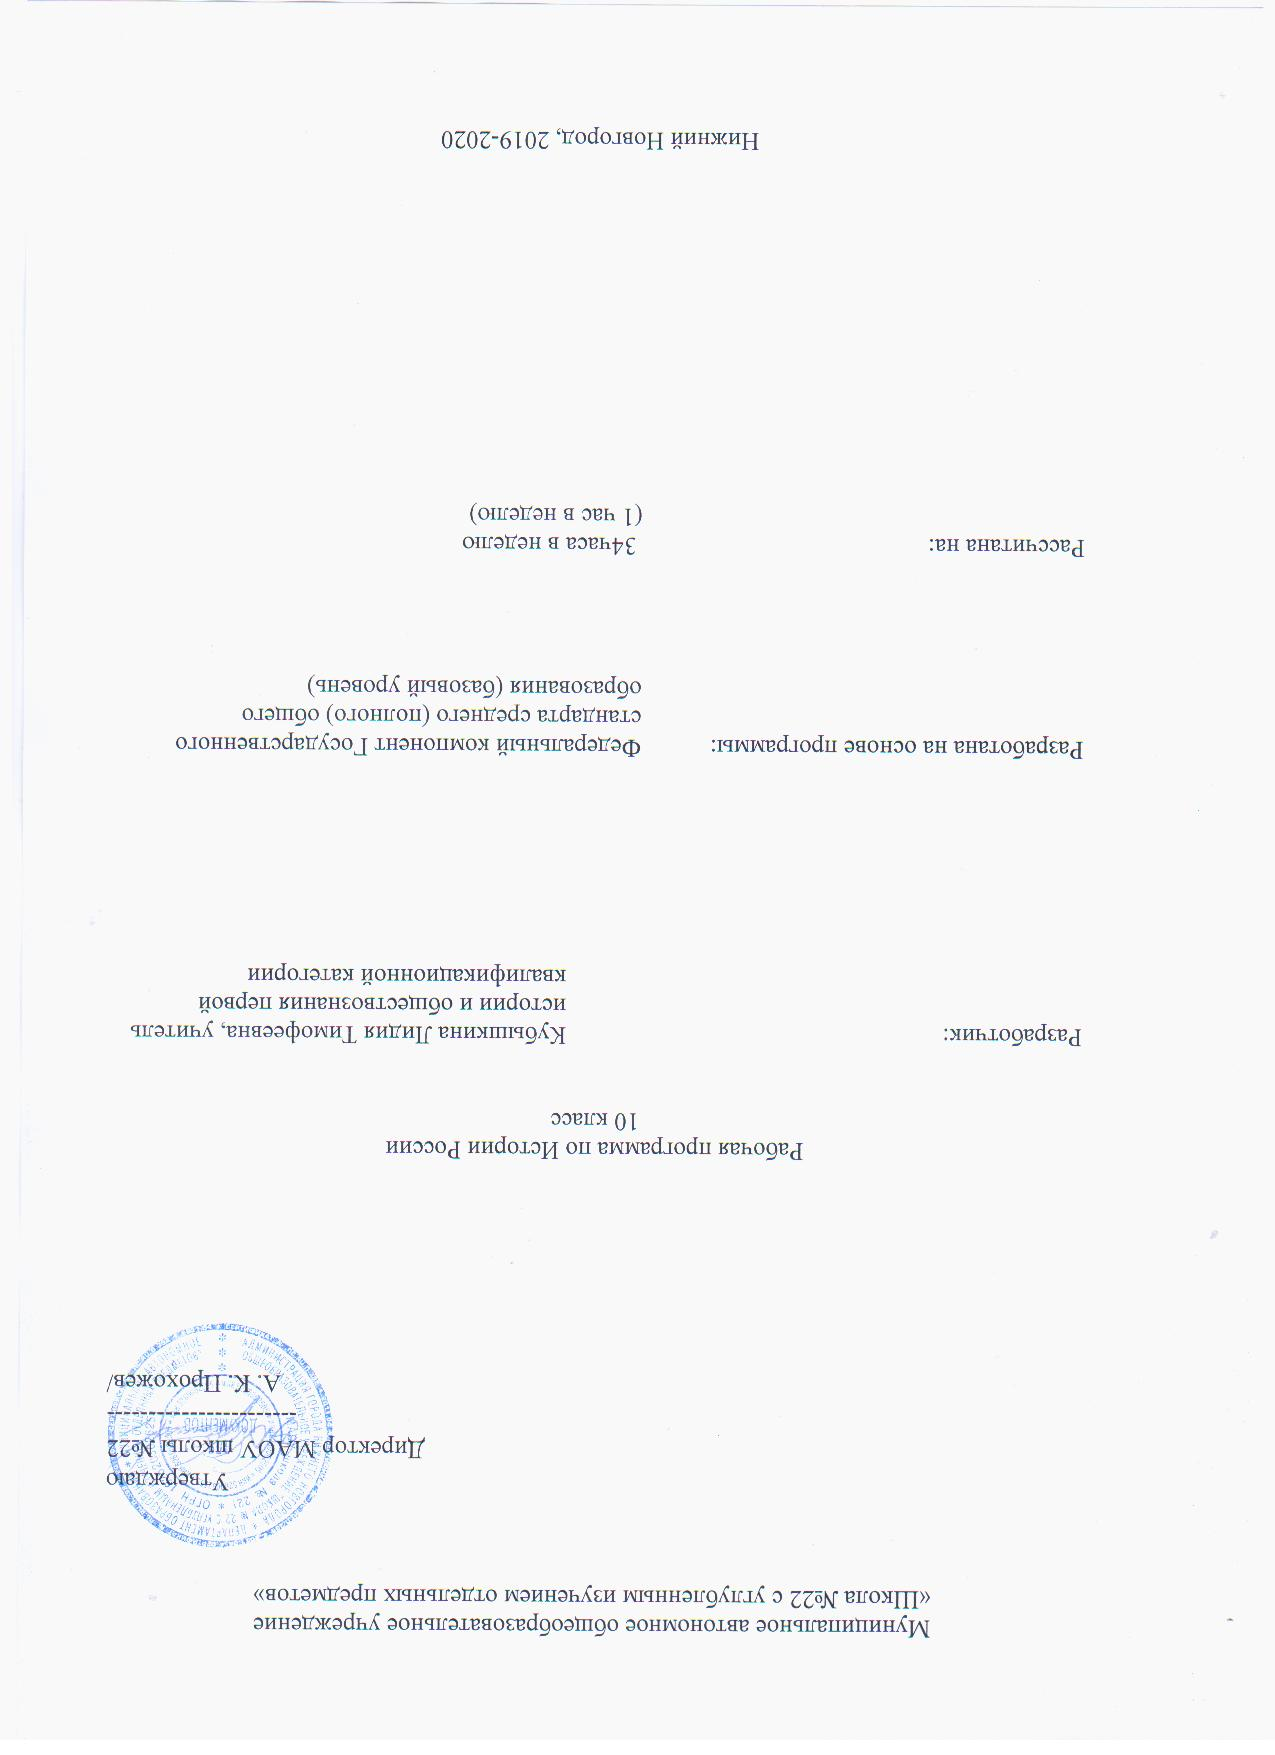 Муниципальное автономное общеобразовательное учреждение
«Школа №22 с углубленным изучением отдельных предметов»
Утверждаю
Директор МАОУ школы №22
--------------------
А. К. Прохожев/
Рабочая программа по Истории России
10 класс
Разработчик: Кубышкина Лидия Тимофеевна, учитель
истории и обществознания первой
квалификационной категории
Разработана на основе программы: Федеральный компонент Государственного
стандарта среднего (полного) общего
образования (базовый уровень)
Рассчитана на: 34часа в неделю
(1 час в неделю)
Нижний Новгород, 2019-2020
ДОКУМЕНТОВ